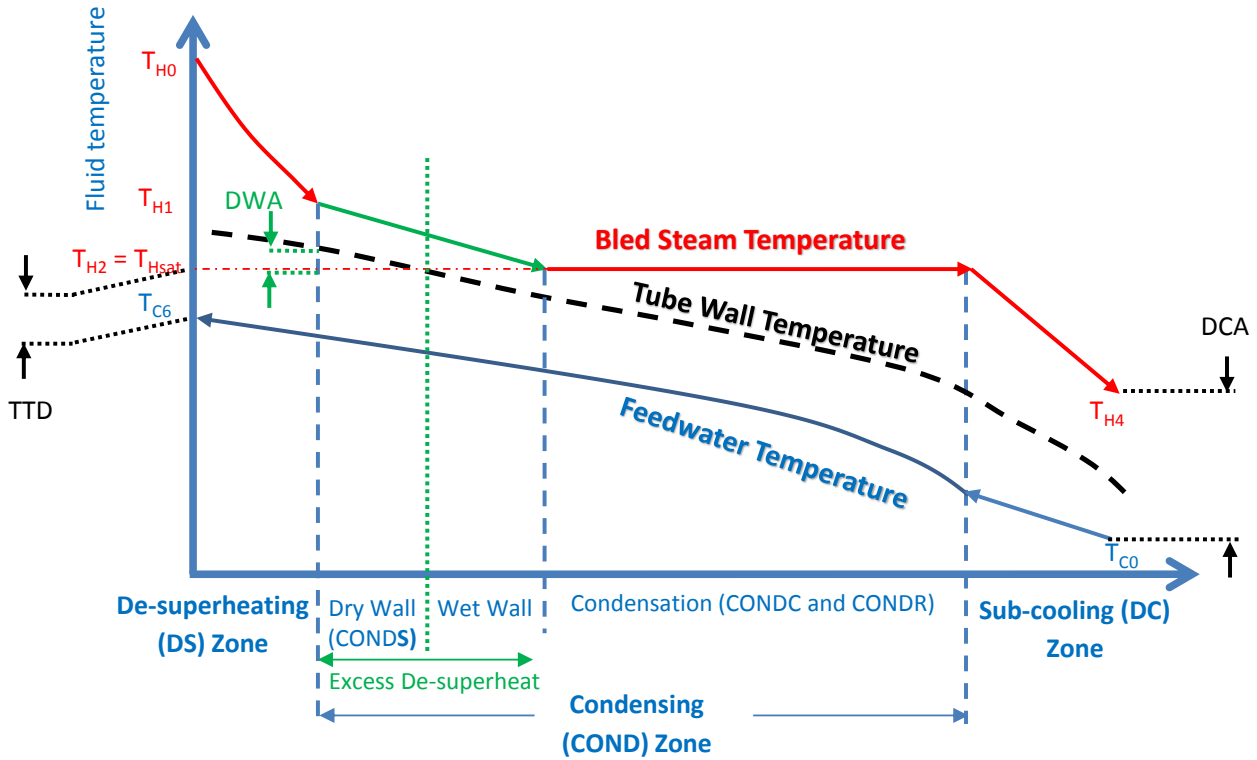 Fluid temperature
TH0
TH1
DWA
TH2 = THsat
Bled Steam Temperature
TC6
Tube Wall Temperature
DCA
TTD
TH4
Feedwater Temperature
TC0
De-superheating
(DS) Zone
Dry Wall
(CONDS)
Wet Wall
Condensation (CONDC and CONDR)
Sub-cooling (DC)
Zone
Excess De-superheat
Condensing
(COND) Zone